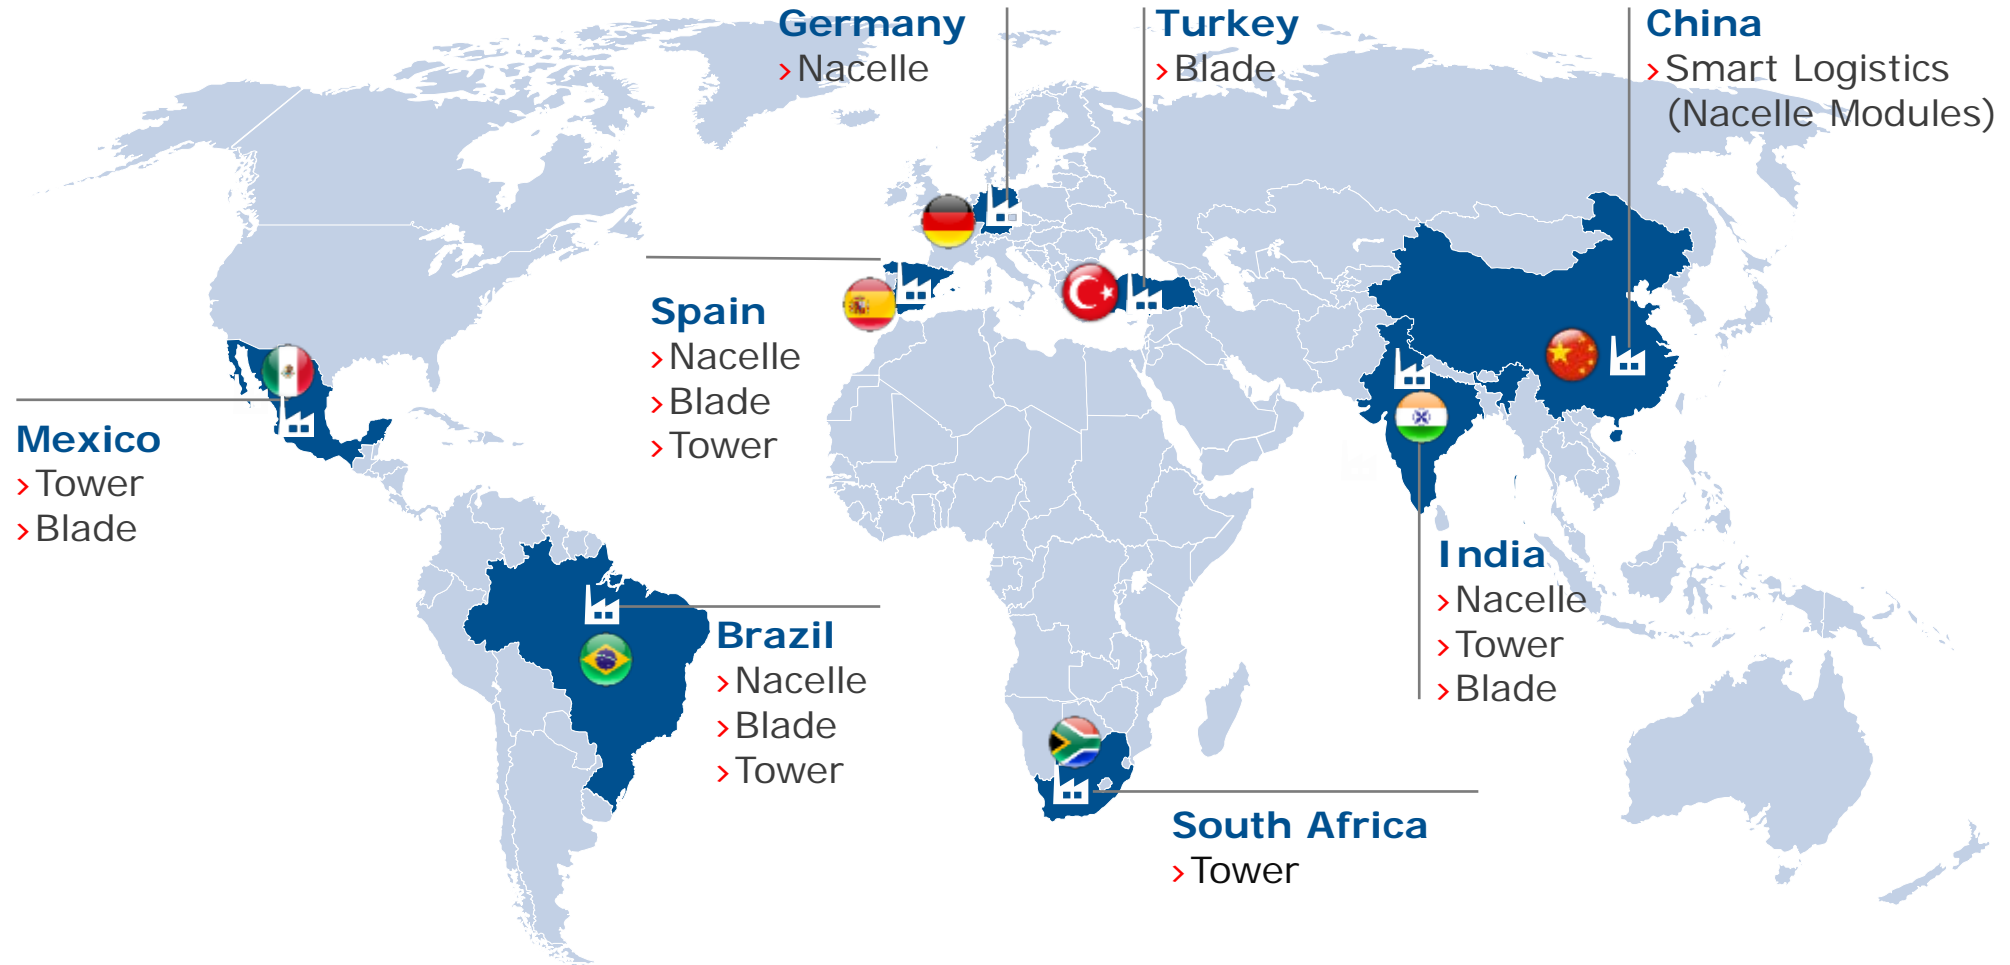 Germany
› Nacelle
Turkey
› Blade
China
› Smart Logistics
(Nacelle Modules)
Spain
› Nacelle
› Blade
› Tower
Mexico
› Tower
› Blade
India
› Nacelle
› Tower
› Blade
Brazil
› Nacelle
› Blade
› Tower
South Africa
› Tower